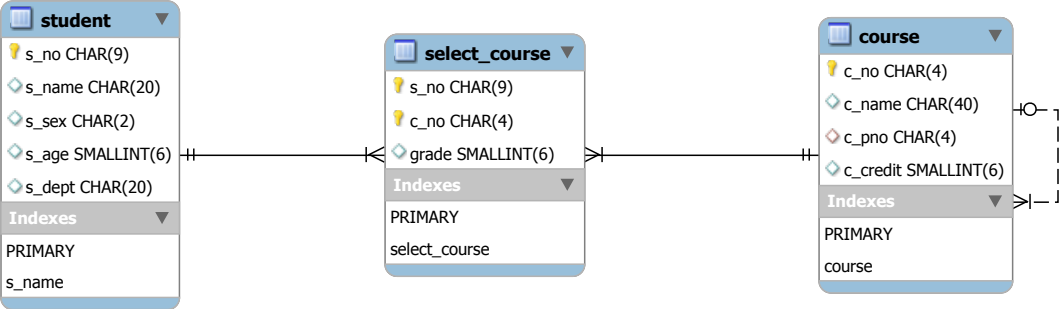 student
s_no CHAR(9)
s_name CHAR(20)
s_sex CHAR(2)
s_age SMALLINT(6)
s_dept CHAR(20)
Indexes
PRIMARY
s_name
select_course
s_no CHAR(9)
c_no CHAR(4)
grade SMALLINT(6)
Indexes
PRIMARY
select_course
course
c_no CHAR(4)
c_name CHAR(40)
c_pno CHAR(4)
c_credit SMALLINT(6)
Indexes
PRIMARY
course